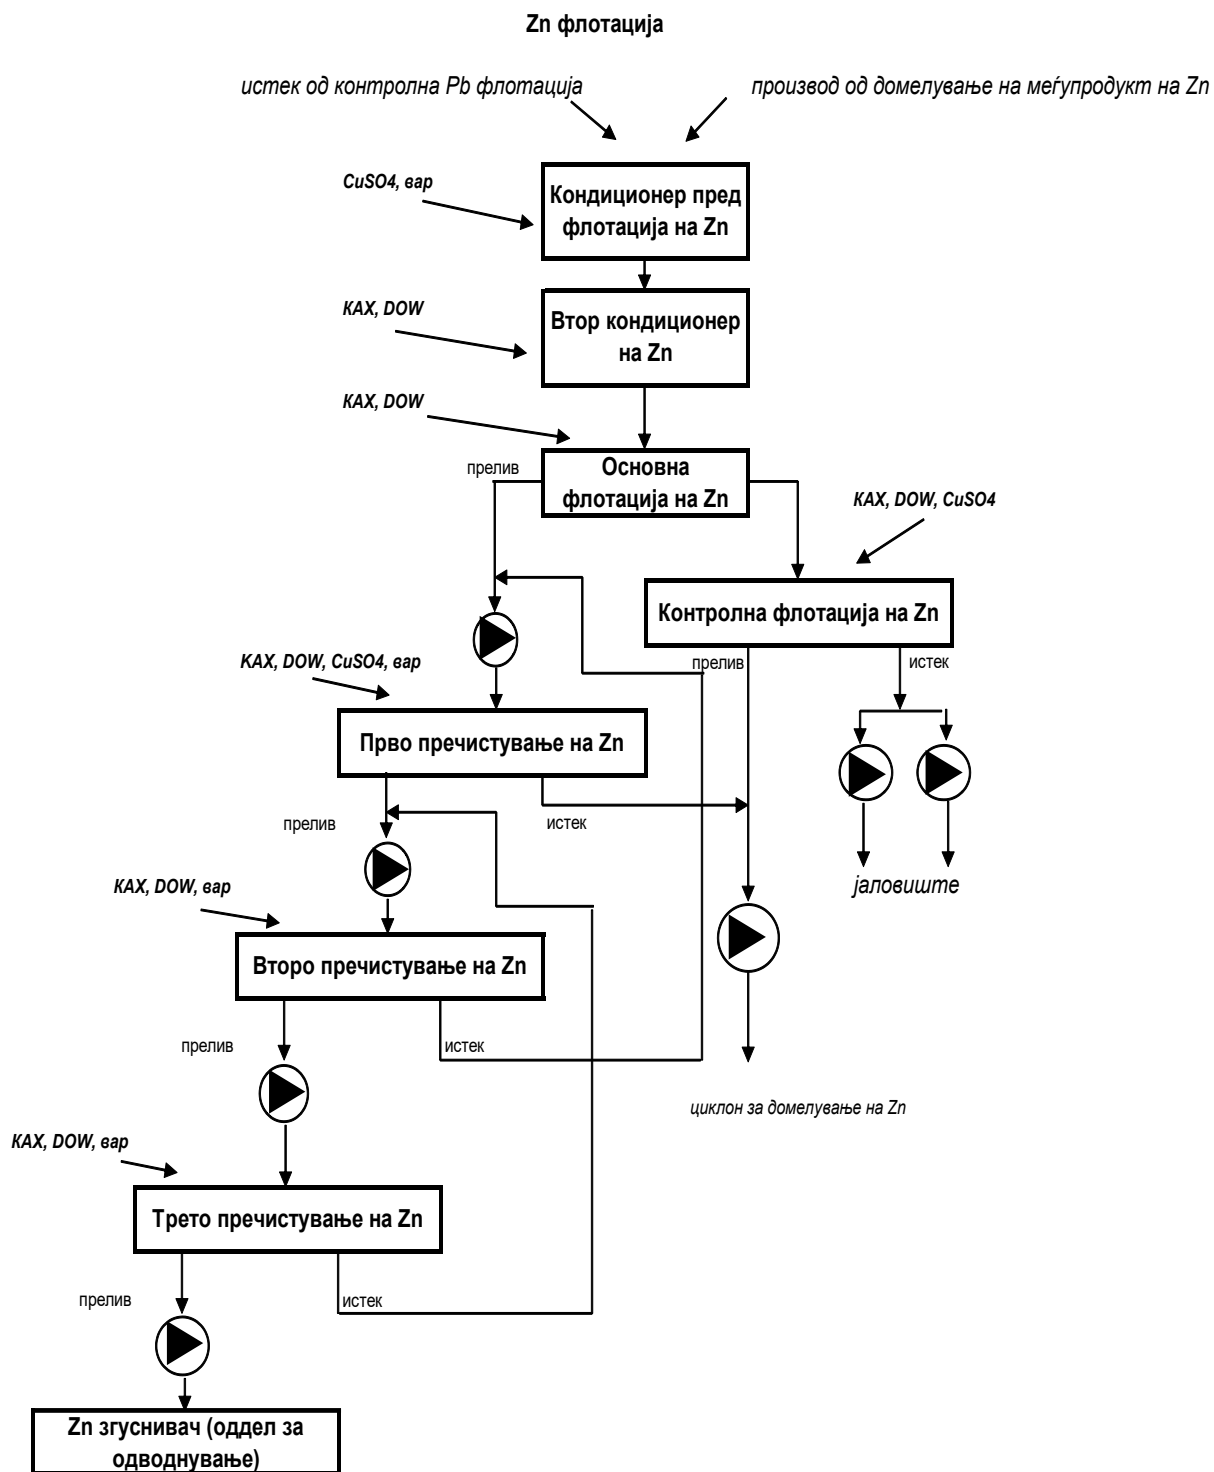 Zn флотација
истек од контролна Pb флотација
производ од домелување на меѓупродукт на Zn
CuSO4, вар
Кондиционер пред
флотација на Zn
KAX, DOW
Втор кондиционер
на Zn
KAX, DOW
прелив
Основна
флотација на Zn
KAX, DOW, CuSO4
Контролна флотација на Zn
прелив
истек
KAX, DOW, CuSO4, вар
Прво пречистување на Zn
прелив
истек
јаловиште
KAX, DOW, вар
Второ пречистување на Zn
прелив
истек
циклон за домелување на Zn
KAX, DOW, вар
Трето пречистување на Zn
прелив
истек
Zn згуснивач (оддел за
одводнување)